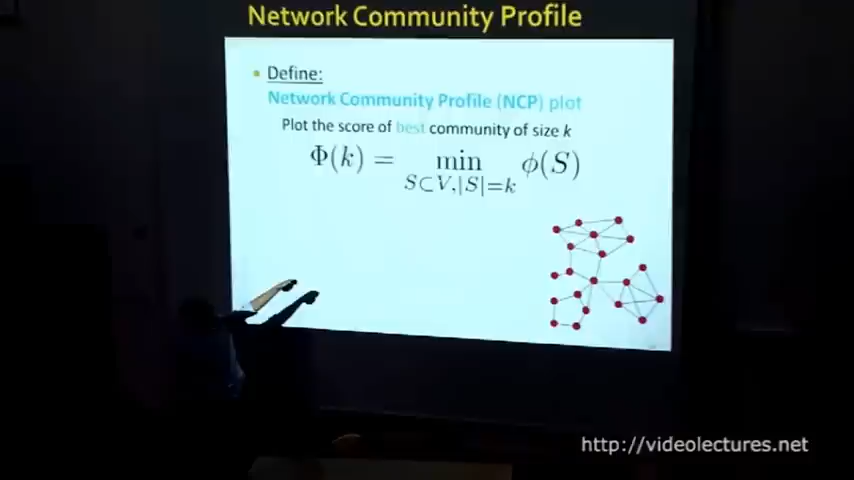 Network Community Profile
Define:
Network Community Profile (NCP) plot
Plot the score of best community of size k
Φ(k) = min ϕ(S)
S⊂V,|S|=k
http://videolectures.net